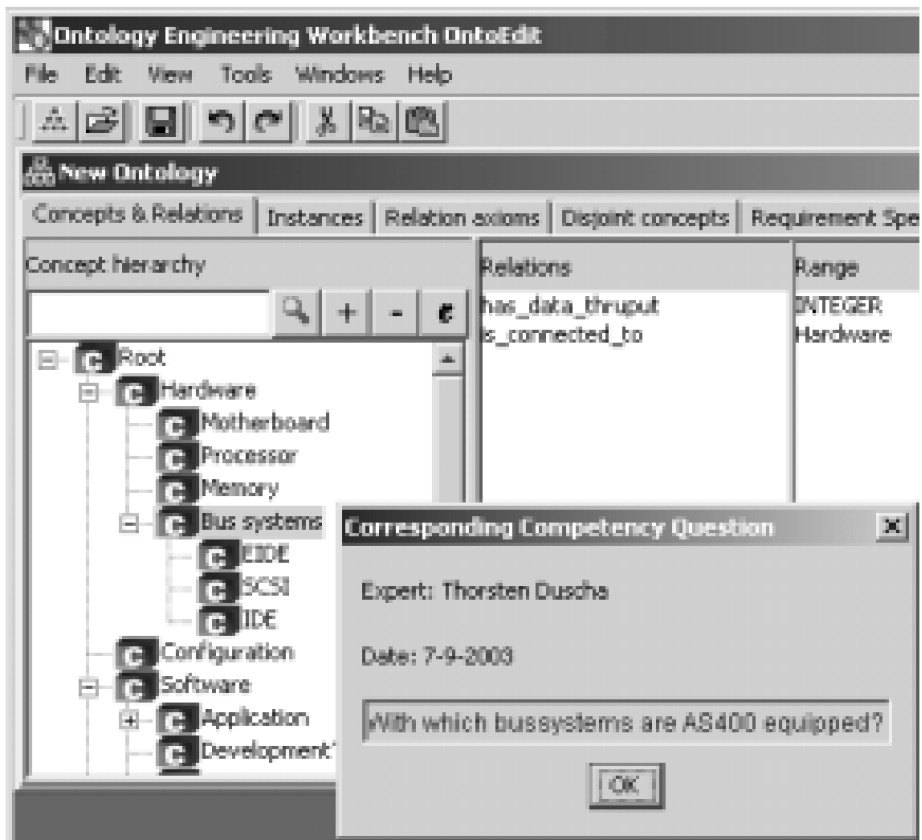 Ontology Engineering Workbench OntoEdit
File Edit View Tools Windows Help
New Ontology
Concepts & Relations Instances Relation axioms Disjoint concepts Requirement Spe
Concept hierarchy
Relations Range
+ - c
has_data_thruput INTEGER
is_connected_to Hardware
C Root
C Hardware
C Motherboard
C Processor
C Memory
C Bus systems
C EIDE
C SCSI
C IDE
C Configuration
C Software
C Application
C Development
Corresponding Competency Question
Expert: Thorsten Duscha
Date: 7-9-2003
With which bussystems are AS400 equipped?
OK